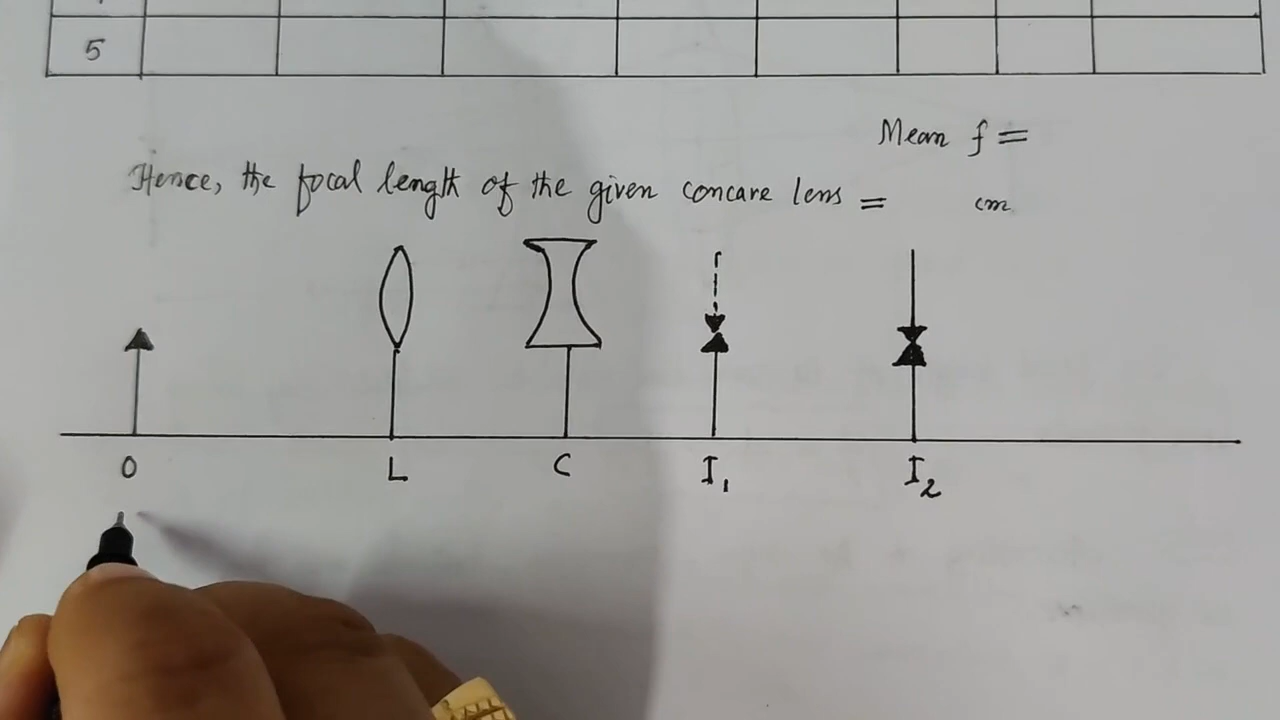 5
Mean f =
Hence, the focal length of the given concave lens = cm
O L C I₁ I₂